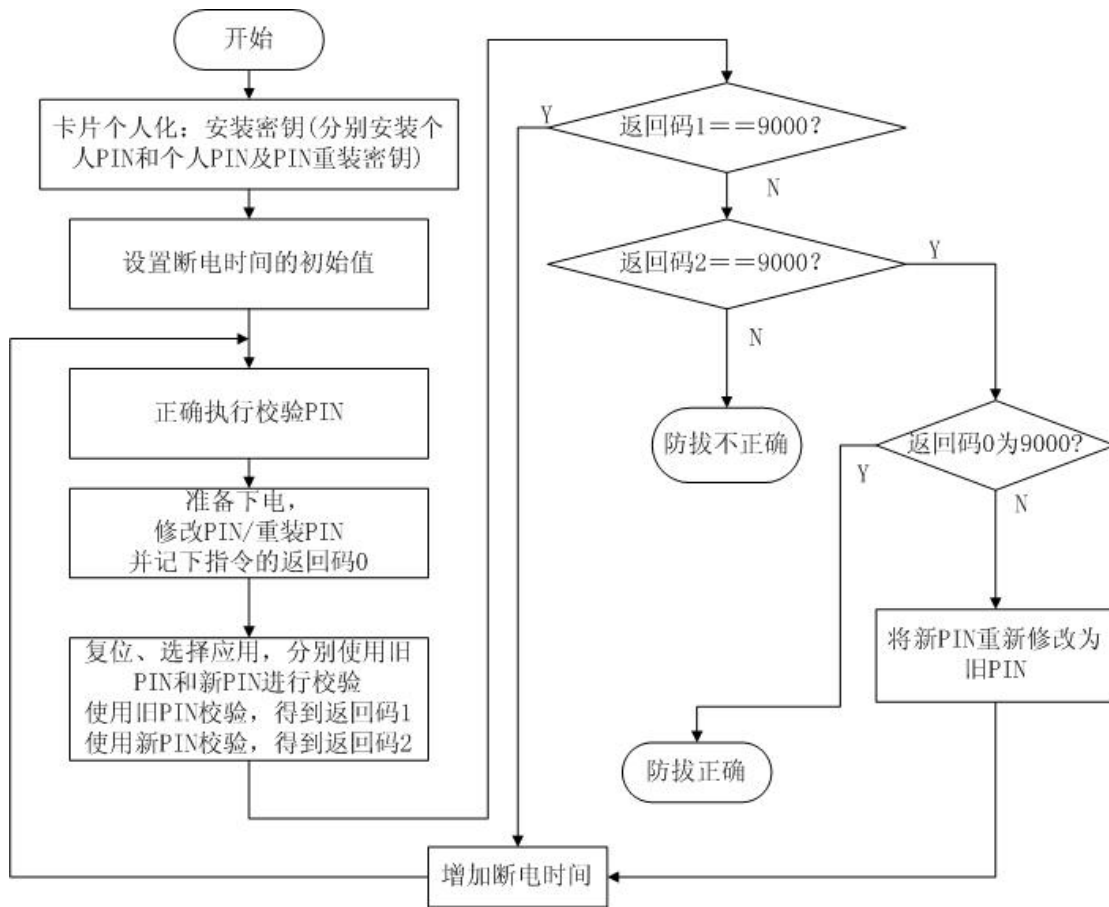 开始
卡片个人化：安装密钥(分别安装个
人PIN和个人PIN及PIN重装密钥)
设置断电时间的初始值
正确执行校验PIN
准备下电，
修改PIN/重装PIN
并记下指令的返回码0
复位、选择应用，分别使用旧
PIN和新PIN进行校验
使用旧PIN校验，得到返回码1
使用新PIN校验，得到返回码2
返回码1==9000？
Y
N
返回码2==9000？
Y
N
防拔不正确
返回码0为9000？
Y
N
将新PIN重新修改为
旧PIN
防拔正确
增加断电时间